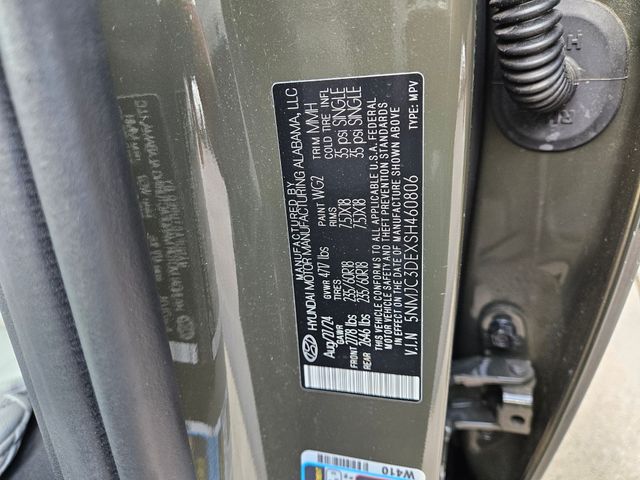 MANUFACTURED BY
HYUNDAI MOTOR MANUFACTURING ALABAMA, LLC
Aug/27/24 GVWR 4717 lbs PAINT WG2 TRIM MMH
GAWR TIRES RIMS COLD TIRE INFL
FRONT 2778 lbs 235/60R18 7.5JX18 35 psi SINGLE
REAR 2646 lbs 235/60R18 7.5JX18 35 psi SINGLE
THIS VEHICLE CONFORMS TO ALL APPLICABLE U.S.A. FEDERAL
MOTOR VEHICLE SAFETY AND THEFT PREVENTION STANDARDS
IN EFFECT ON THE DATE OF MANUFACTURE SHOWN ABOVE
V.I.N 5NMJC3DEXSH460806 TYPE: MPV
W410
RH